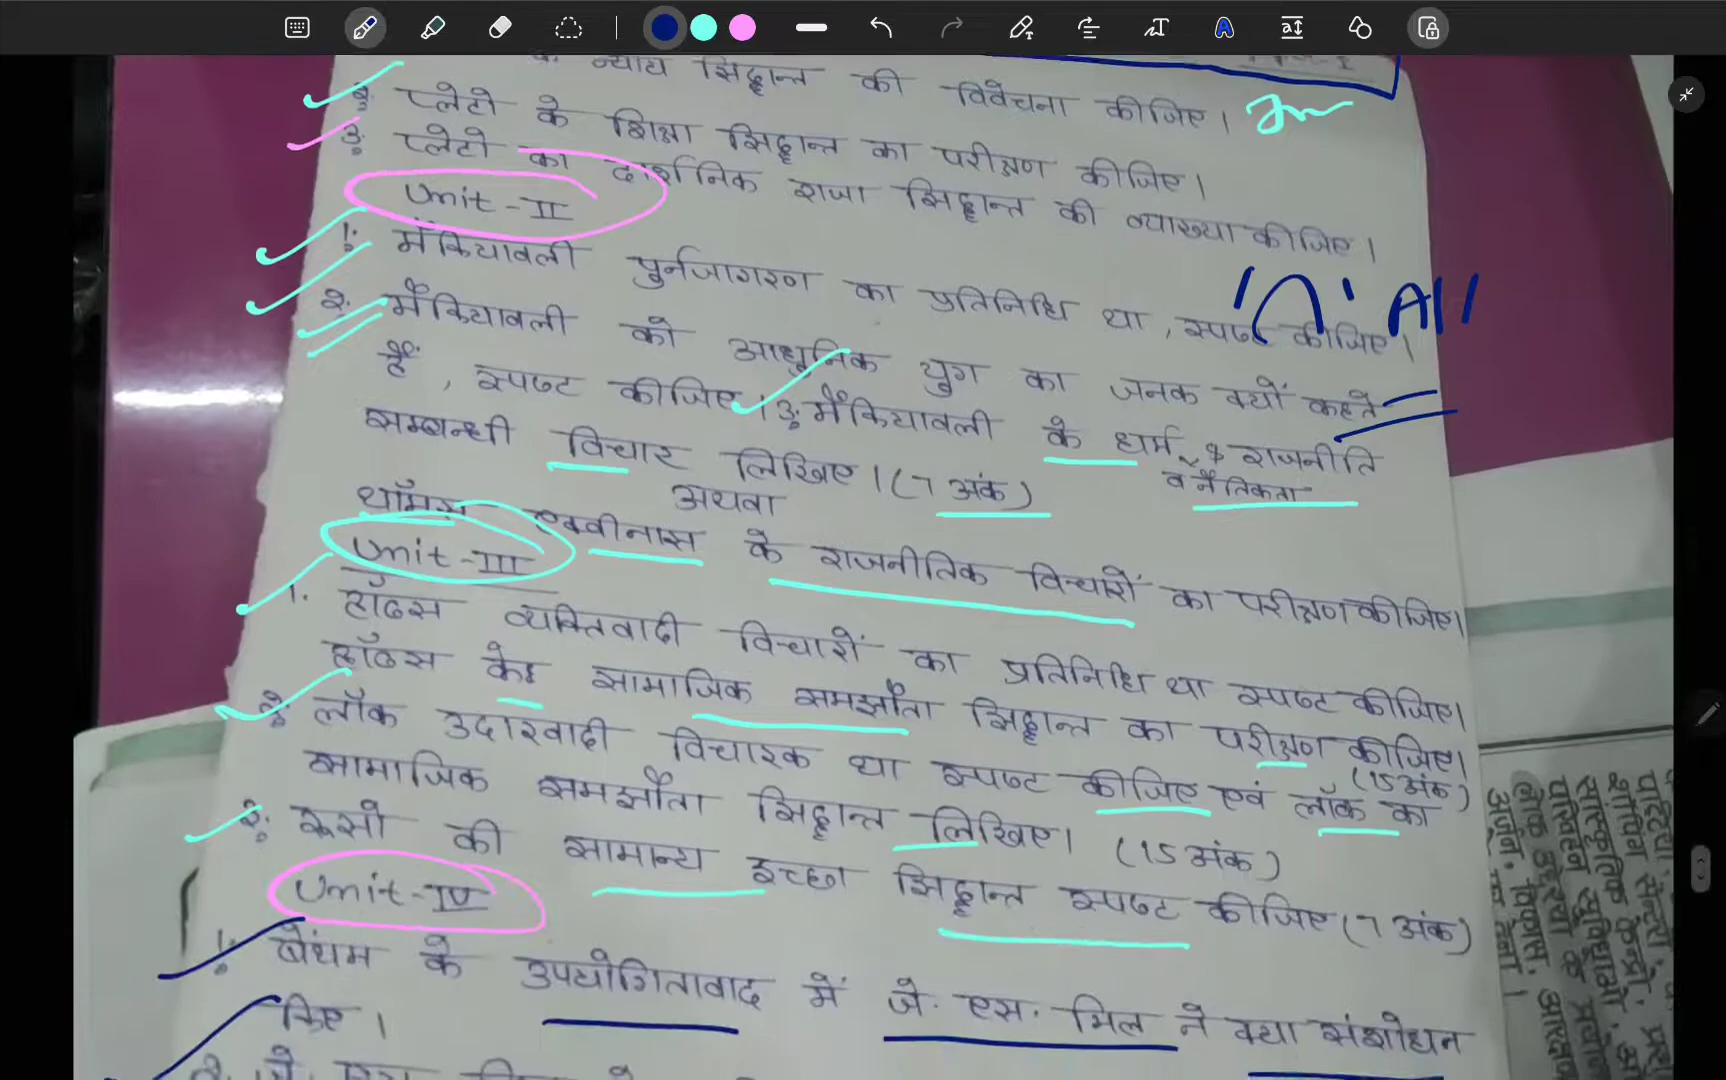 के न्याय सिद्धान्त की विवेचना कीजिए।
2. प्लेटो के शिक्षा सिद्धान्त का परीक्षण कीजिए।
3. प्लेटो का दार्शनिक राजा सिद्धान्त की व्याख्या कीजिए।
Unit-II
1. मैकियावली पुर्नजागरण का प्रतिनिधि था, स्पष्ट कीजिए।
All
2. मैकियावली को आधुनिक युग का जनक क्यों कहते
हैं, स्पष्ट कीजिए। 3. मैकियावली के धर्म, राजनीति
व नैतिकता
सम्बन्धी विचार लिखिए। (7 अंक)
अथवा
थॉमस एक्वीनास के राजनीतिक विचारों का परीक्षण कीजिए।
Unit-III
1. हॉब्स व्यक्तिवादी विचारों का प्रतिनिधि था स्पष्ट कीजिए।
हॉब्स के सामाजिक समझौता सिद्धान्त का परीक्षण कीजिए।
(15 अंक)
2. लॉक उदारवादी विचारक था स्पष्ट कीजिए एवं लॉक का
सामाजिक समझौता सिद्धान्त लिखिए। (15 अंक)
3. रूसो की सामान्य इच्छा सिद्धान्त स्पष्ट कीजिए (7 अंक)
Unit-IV
1. बेंथम के उपयोगितावाद में जे. एस. मिल ने क्या संशोधन
किए।
2. जे. एस.